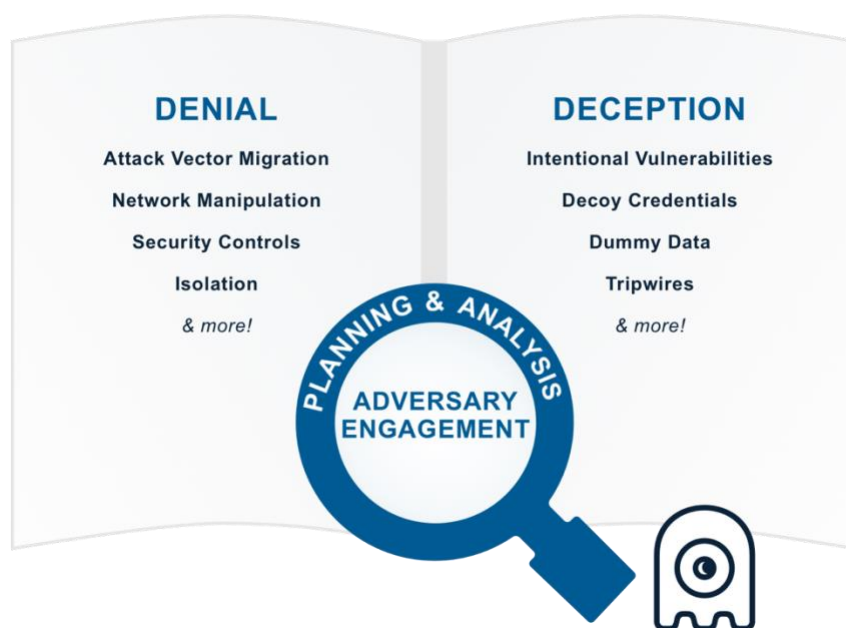 DENIAL
Attack Vector Migration
Network Manipulation
Security Controls
Isolation
& more!
DECEPTION
Intentional Vulnerabilities
Decoy Credentials
Dummy Data
Tripwires
& more!
PLANNING & ANALYSIS
ADVERSARY
ENGAGEMENT